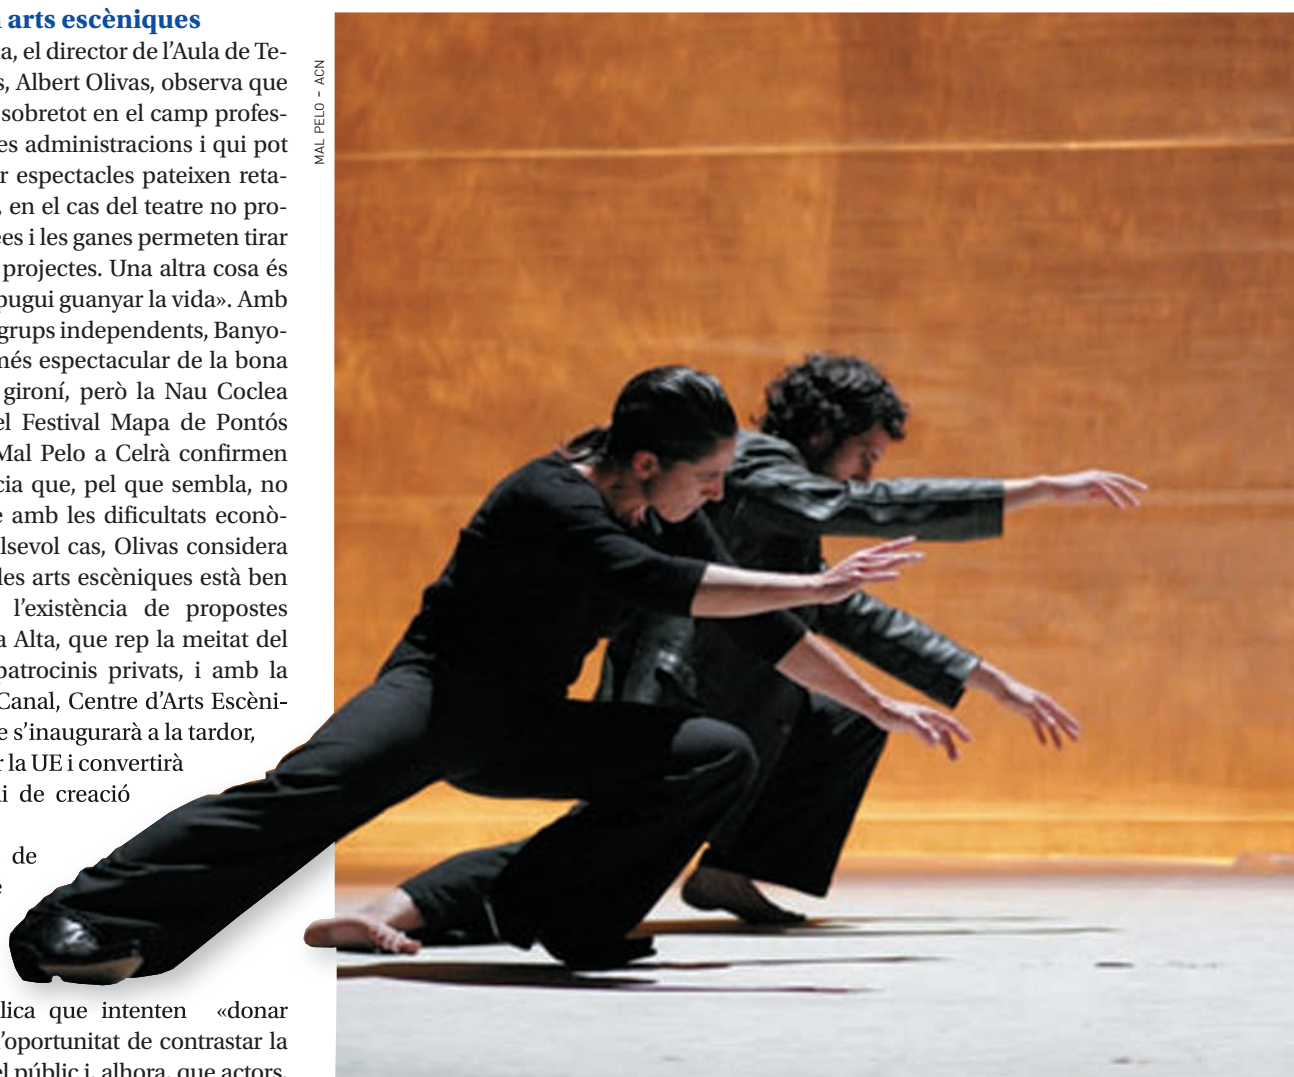 arts escèniques
a, el director de l’Aula de Te-
s, Albert Olivas, observa que
sobretot en el camp profes-
es administracions i qui pot
r espectacles pateixen reta-
, en el cas del teatre no pro-
ees i les ganes permeten tirar
projectes. Una altra cosa és
pugui guanyar la vida». Amb
grups independents, Banyo-
més espectacular de la bona
gironí, però la Nau Coclea
el Festival Mapa de Pontós
Mal Pelo a Celrà confirmen
cia que, pel que sembla, no
e amb les dificultats econò-
lsevol cas, Olivas considera
les arts escèniques està ben
l’existència de propostes
a Alta, que rep la meitat del
patrocinis privats, i amb la
Canal, Centre d’Arts Escèni-
e s’inaugurarà a la tardor,
r la UE i convertirà
i de creació
de
e
lica que intenten «donar
l’oportunitat de contrastar la
el públic i, alhora, que actors,
MAL PELO - ACN